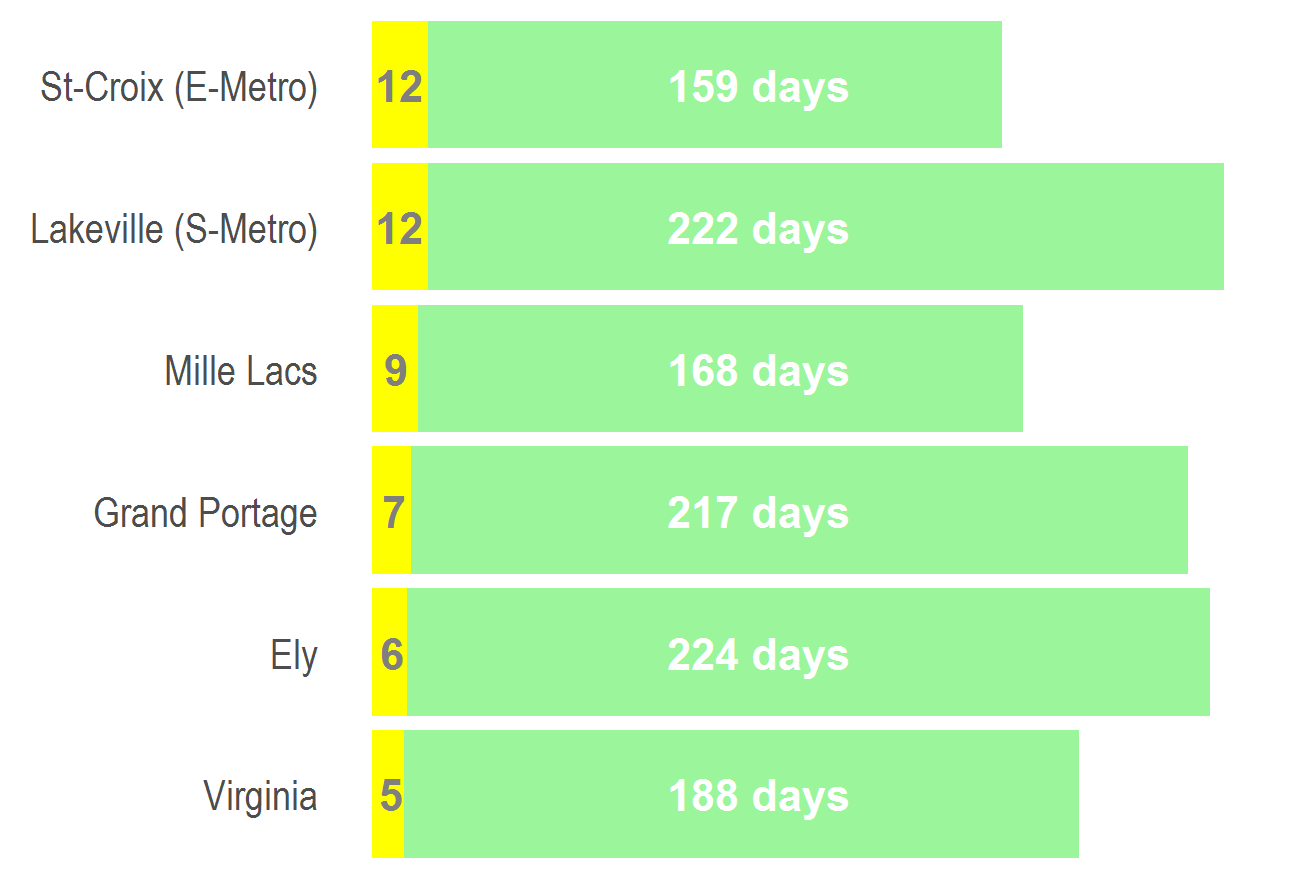 St-Croix (E-Metro) 12 159 days
Lakeville (S-Metro) 12 222 days
Mille Lacs 9 168 days
Grand Portage 7 217 days
Ely 6 224 days
Virginia 5 188 days